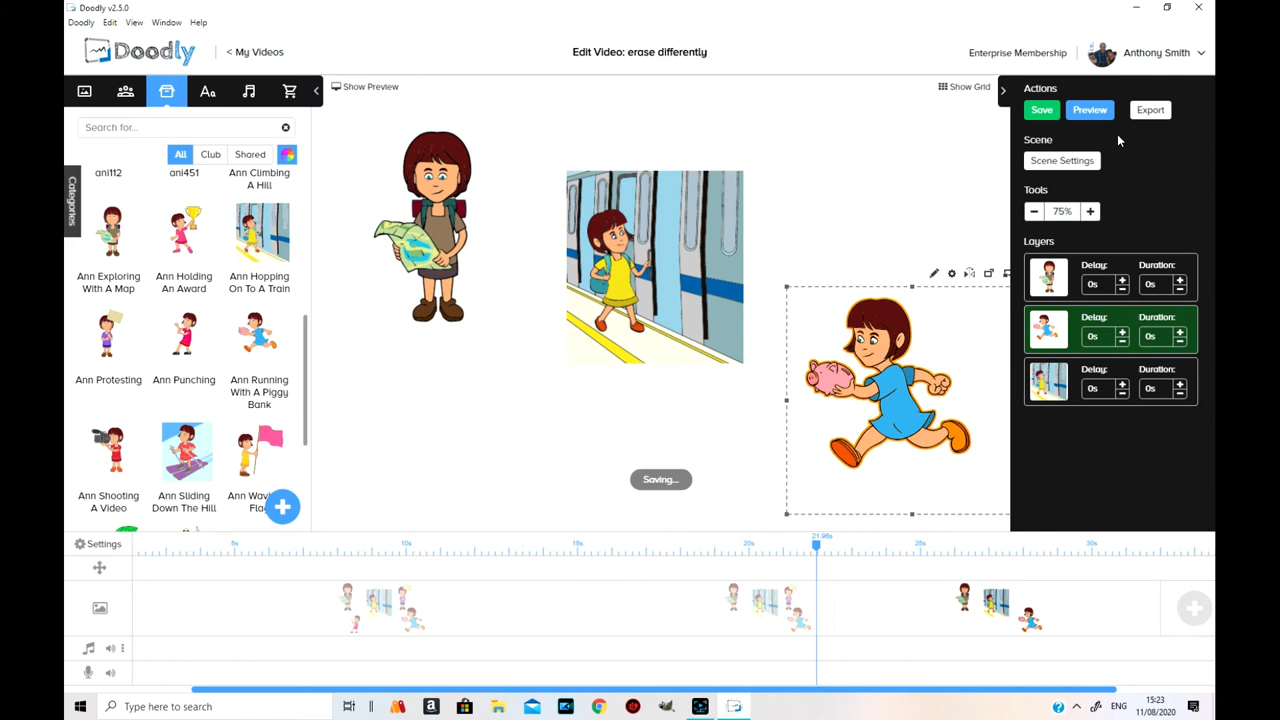 Doodly v2.5.0
Doodly Edit View Window Help
Doodly
< My Videos
Edit Video: erase differently
Enterprise Membership
Anthony Smith
Aa
Show Preview
Show Grid
Search for...
All Club Shared
Categories
ani112
ani451
Ann Climbing
A Hill
Ann Exploring
With A Map
Ann Holding
An Award
Ann Hopping
On To A Train
Ann Protesting
Ann Punching
Ann Running
With A Piggy
Bank
Ann Shooting
A Video
Ann Sliding
Down The Hill
Saving...
Actions
Save Preview Export
Scene
Scene Settings
Tools
− 75% +
Layers
Delay: Duration:
0s 0s
Delay: Duration:
0s 0s
Delay: Duration:
0s 0s
Settings
5s 10s 15s 20s 21.96s 25s 30s
Type here to search
ENG
15:23
11/08/2020